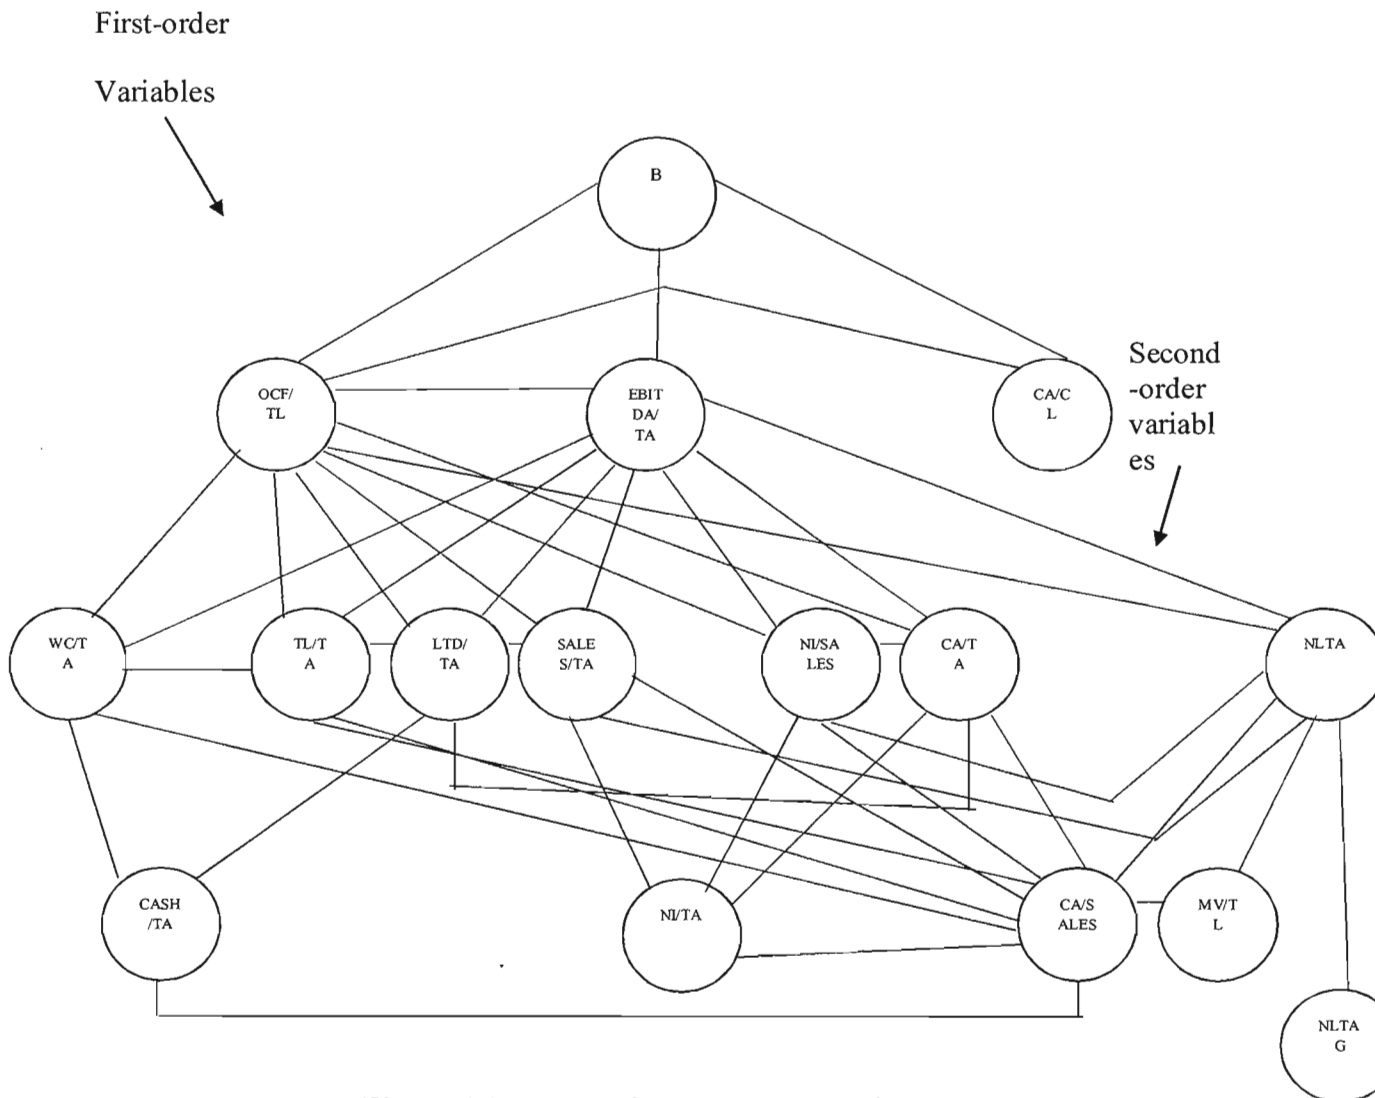 First-order
Variables
B
Second
-order
variabl
es
OCF/
TL
EBIT
DA/
TA
CA/C
L
WC/T
A
TL/T
A
LTD/
TA
SALE
S/TA
NI/SA
LES
CA/T
A
NLTA
CASH
/TA
NI/TA
CA/S
ALES
MV/T
L
NLTA
G